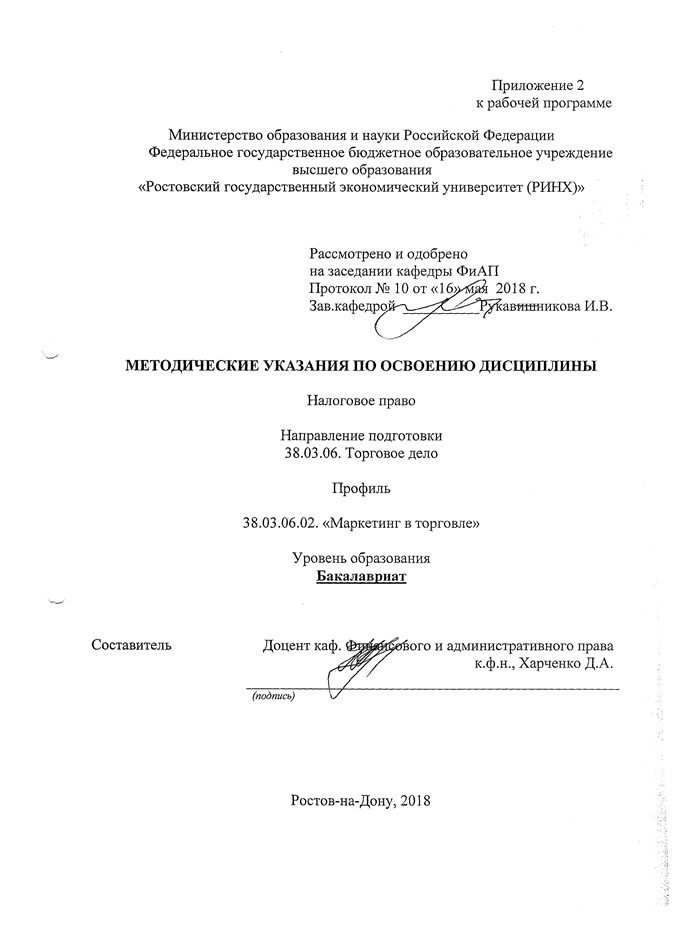 Приложение 2
к рабочей программе
Министерство образования и науки Российской Федерации
Федеральное государственное бюджетное образовательное учреждение
высшего образования
«Ростовский государственный экономический университет (РИНХ)»
Рассмотрено и одобрено
на заседании кафедры ФиАП
Протокол № 10 от «16» мая 2018 г.
Зав.кафедрой __________Рукавишникова И.В.
МЕТОДИЧЕСКИЕ УКАЗАНИЯ ПО ОСВОЕНИЮ ДИСЦИПЛИНЫ
Налоговое право
Направление подготовки
38.03.06. Торговое дело
Профиль
38.03.06.02. «Маркетинг в торговле»
Уровень образования
Бакалавриат
Составитель Доцент каф. Финансового и административного права
к.ф.н., Харченко Д.А.
(подпись)
Ростов-на-Дону, 2018